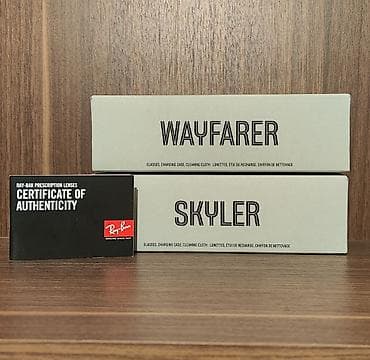 WAYFARER
GLASSES, CHARGING CASE, CLEANING CLOTH · LUNETTES, ÉTUI DE RECHARGE, CHIFFON DE NETTOYAGE
RAY-BAN PRESCRIPTION LENSES
CERTIFICATE OF
AUTHENTICITY
Ray-Ban
SKYLER
GLASSES, CHARGING CASE, CLEANING CLOTH · LUNETTES, ÉTUI DE RECHARGE, CHIFFON DE NETTOYAGE